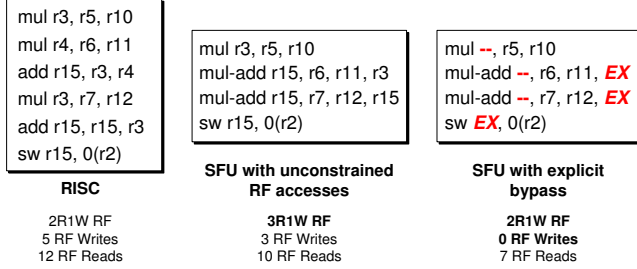 mul r3, r5, r10
mul r4, r6, r11
add r15, r3, r4
mul r3, r7, r12
add r15, r15, r3
sw r15, 0(r2)
RISC
2R1W RF
5 RF Writes
12 RF Reads
mul r3, r5, r10
mul-add r15, r6, r11, r3
mul-add r15, r7, r12, r15
sw r15, 0(r2)
SFU with unconstrained
RF accesses
3R1W RF
3 RF Writes
10 RF Reads
mul --, r5, r10
mul-add --, r6, r11, EX
mul-add --, r7, r12, EX
sw EX, 0(r2)
SFU with explicit
bypass
2R1W RF
0 RF Writes
7 RF Reads